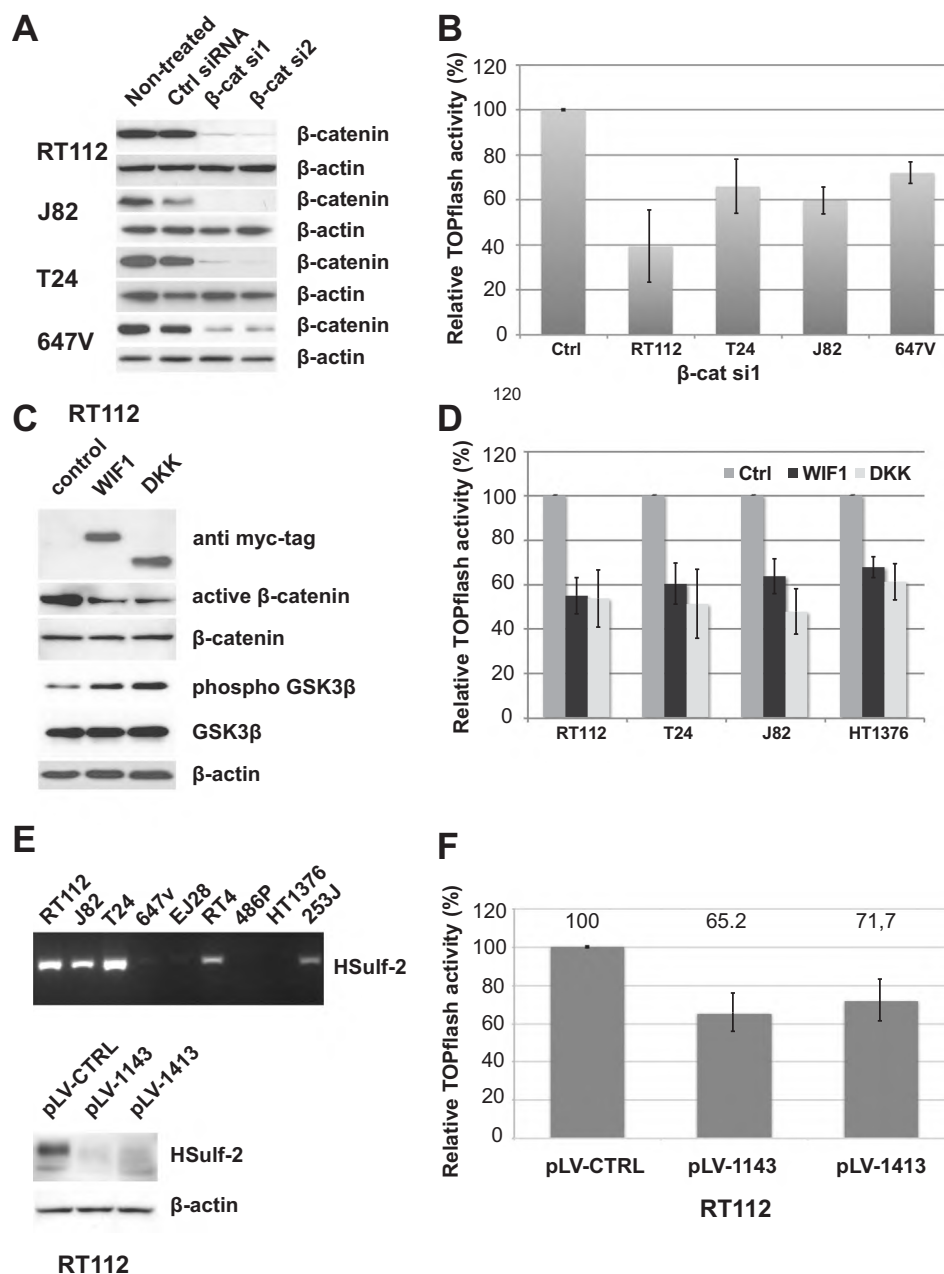 A
Non-treated
Ctrl siRNA
β-cat si1
β-cat si2
RT112
β-catenin
β-actin
J82
β-catenin
β-actin
T24
β-catenin
β-actin
647V
β-catenin
β-actin
B
Relative TOPflash activity (%)
120
100
80
60
40
20
0
Ctrl RT112 T24 J82 647V
β-cat si1
120
C RT112
control
WIF1
DKK
anti myc-tag
active β-catenin
β-catenin
phospho GSK3β
GSK3β
β-actin
D
Relative TOPflash activity (%)
120
100
80
60
40
20
0
Ctrl WIF1 DKK
RT112 T24 J82 HT1376
E
RT112
J82
T24
647v
EJ28
RT4
486P
HT1376
253J
HSulf-2
pLV-CTRL
pLV-1143
pLV-1413
HSulf-2
β-actin
RT112
F
Relative TOPflash activity (%)
120
100
80
60
40
20
0
100 65.2 71,7
pLV-CTRL pLV-1143 pLV-1413
RT112